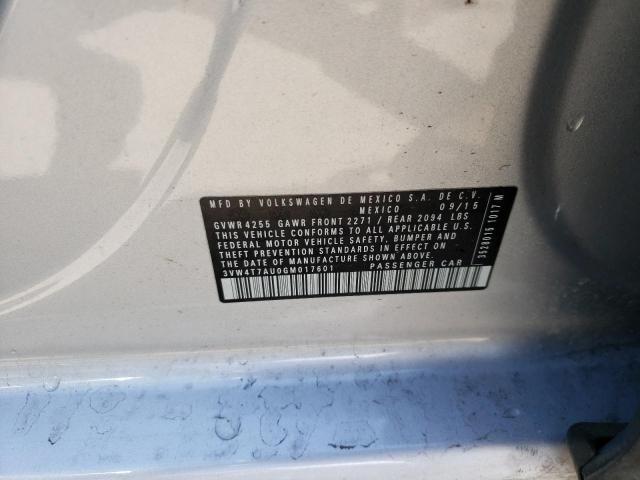 MFD BY VOLKSWAGEN DE MEXICO S.A. DE C.V.
MEXICO 09/15
GVWR 4255 GAWR FRONT 2271 / REAR 2094 LBS
THIS VEHICLE CONFORMS TO ALL APPLICABLE U.S.
FEDERAL MOTOR VEHICLE SAFETY, BUMPER AND
THEFT PREVENTION STANDARDS IN EFFECT ON
THE DATE OF MANUFACTURE SHOWN ABOVE.
3VW4T7AU0GM017601 PASSENGER CAR
3528015 1017 M